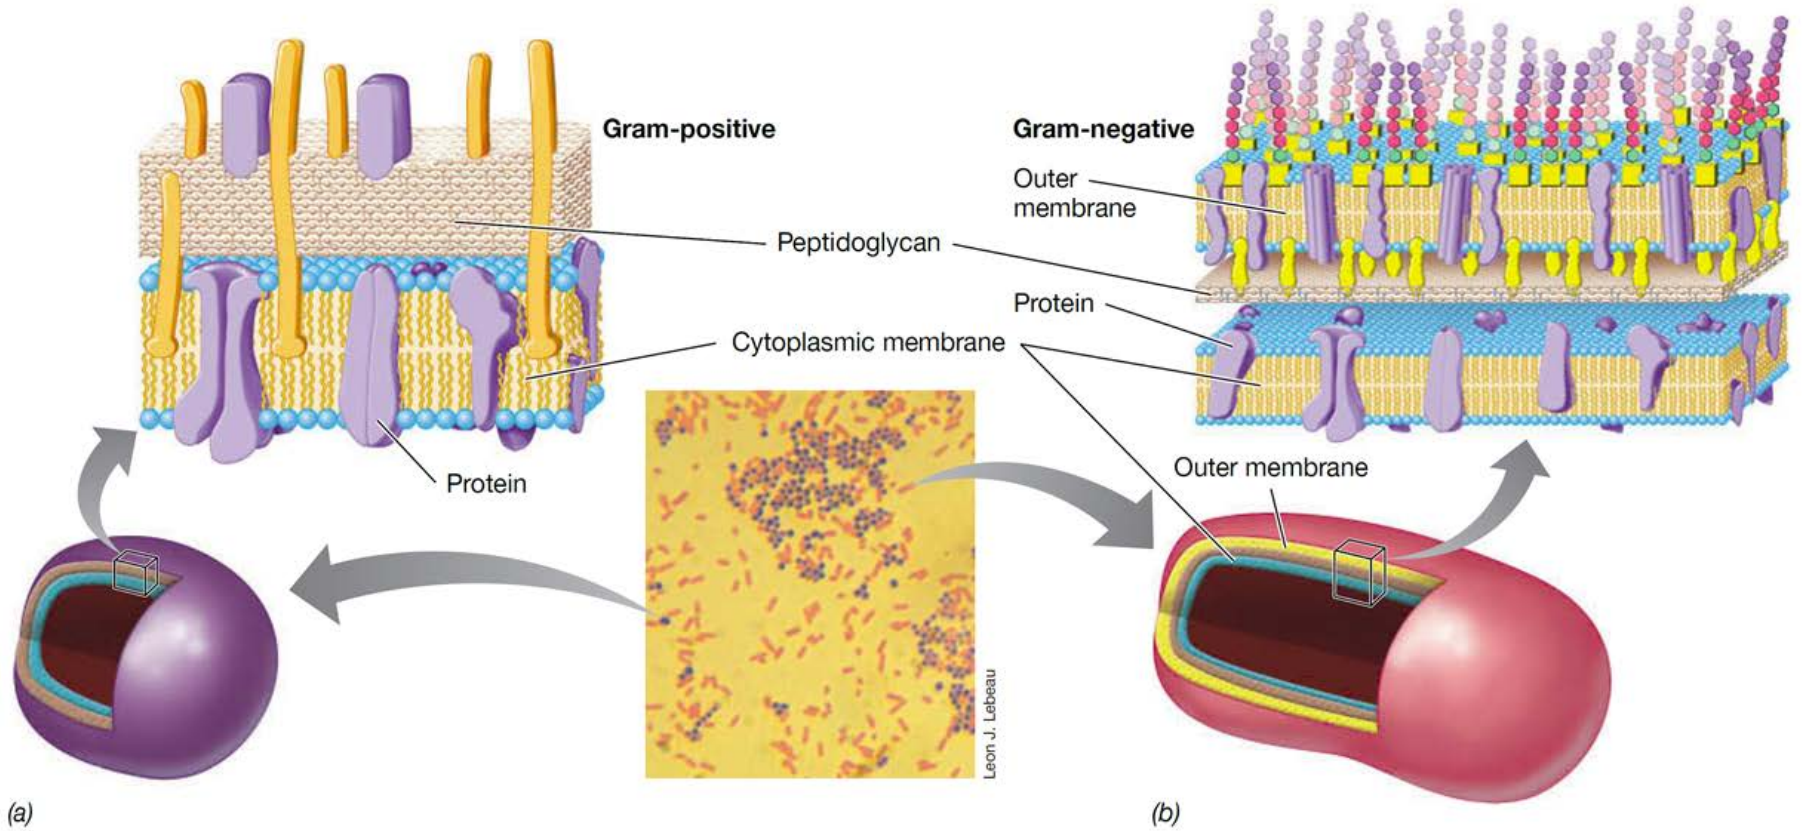 Gram-positive
Gram-negative
Outer
membrane
Peptidoglycan
Protein
Cytoplasmic membrane
Protein
Outer membrane
Leon J. Lebeau
(a)
(b)